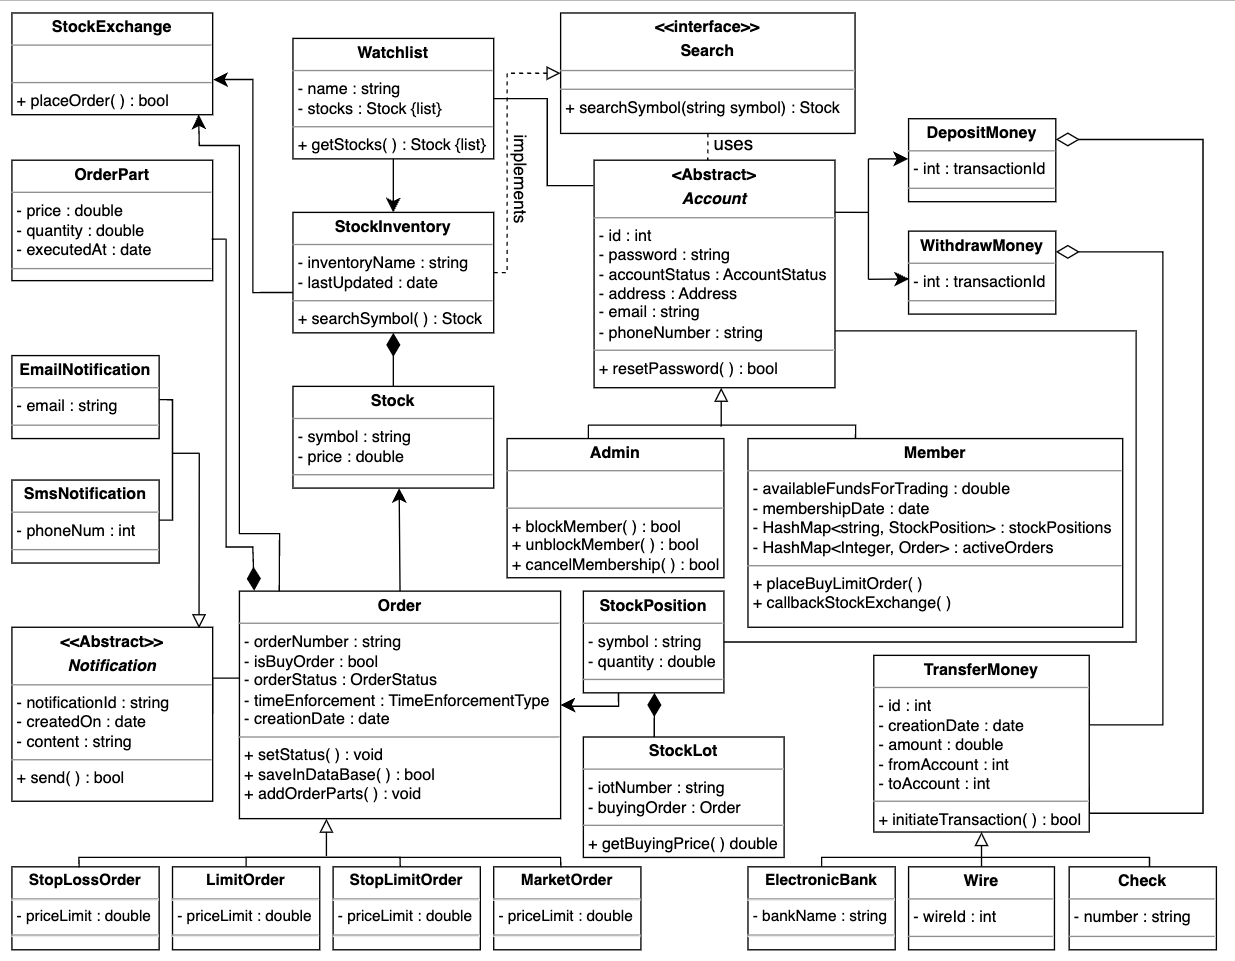 StockExchange
+ placeOrder( ) : bool
Watchlist
- name : string
- stocks : Stock {list}
+ getStocks( ) : Stock {list}
<<interface>>
Search
+ searchSymbol(string symbol) : Stock
implements
uses
OrderPart
- price : double
- quantity : double
- executedAt : date
StockInventory
- inventoryName : string
- lastUpdated : date
+ searchSymbol( ) : Stock
<Abstract>
Account
- id : int
- password : string
- accountStatus : AccountStatus
- address : Address
- email : string
- phoneNumber : string
+ resetPassword( ) : bool
DepositMoney
- int : transactionId
WithdrawMoney
- int : transactionId
EmailNotification
- email : string
SmsNotification
- phoneNum : int
Stock
- symbol : string
- price : double
Admin
+ blockMember( ) : bool
+ unblockMember( ) : bool
+ cancelMembership( ) : bool
Member
- availableFundsForTrading : double
- membershipDate : date
- HashMap<string, StockPosition> : stockPositions
- HashMap<Integer, Order> : activeOrders
+ placeBuyLimitOrder( )
+ callbackStockExchange( )
<<Abstract>>
Notification
- notificationId : string
- createdOn : date
- content : string
+ send( ) : bool
Order
- orderNumber : string
- isBuyOrder : bool
- orderStatus : OrderStatus
- timeEnforcement : TimeEnforcementType
- creationDate : date
+ setStatus( ) : void
+ saveInDataBase( ) : bool
+ addOrderParts( ) : void
StockPosition
- symbol : string
- quantity : double
StockLot
- iotNumber : string
- buyingOrder : Order
+ getBuyingPrice( ) double
TransferMoney
- id : int
- creationDate : date
- amount : double
- fromAccount : int
- toAccount : int
+ initiateTransaction( ) : bool
StopLossOrder
- priceLimit : double
LimitOrder
- priceLimit : double
StopLimitOrder
- priceLimit : double
MarketOrder
- priceLimit : double
ElectronicBank
- bankName : string
Wire
- wireId : int
Check
- number : string